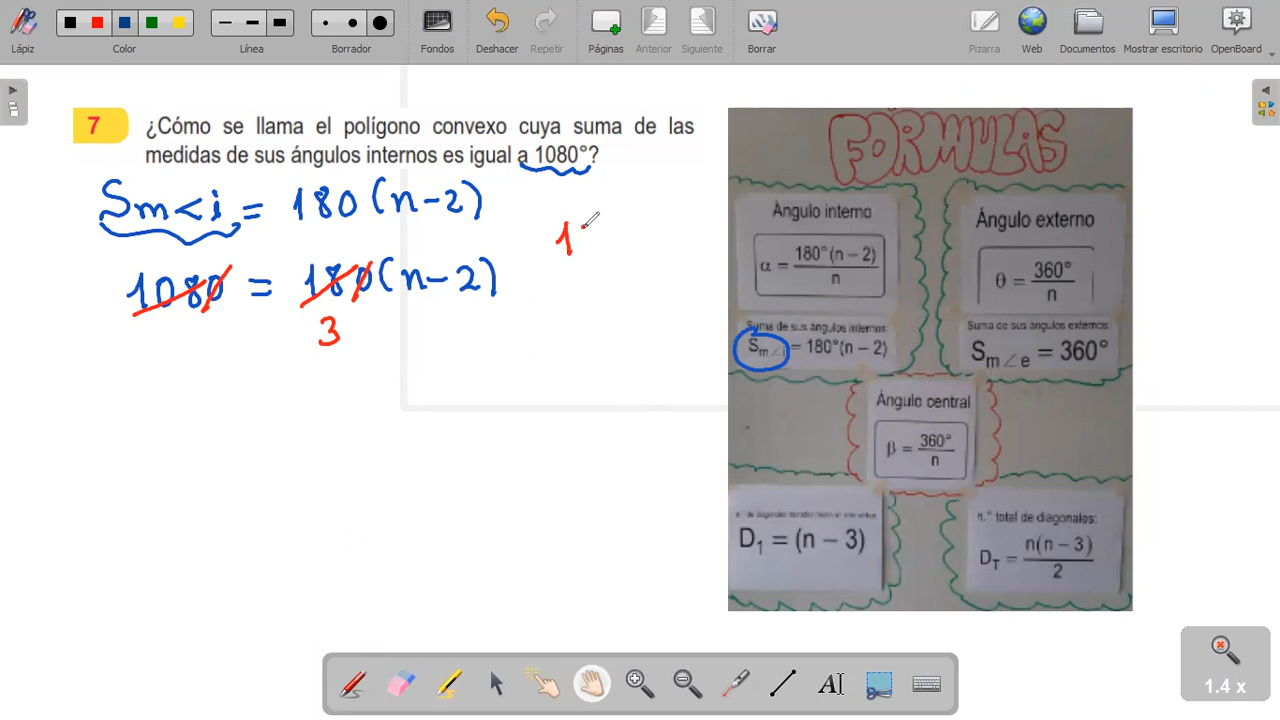 Lápiz
Color
Línea
Borrador
Fondos
Deshacer
Repetir
Páginas
Anterior
Siguiente
Borrar
Pizarra
Web
Documentos
Mostrar escritorio
OpenBoard
7
¿Cómo se llama el polígono convexo cuya suma de las
medidas de sus ángulos internos es igual a 1080°?
Sm<i = 180(n-2)
1080 = 180(n-2)
3
1
FÓRMULAS
Ángulo interno
α = 180°(n – 2) / n
Suma de sus ángulos internos:
Sm∠i = 180°(n – 2)
Ángulo externo
θ = 360° / n
Suma de sus ángulos externos:
Sm∠e = 360°
Ángulo central
β = 360° / n
D1 = (n – 3)
n.° total de diagonales:
DT = n(n – 3) / 2
AI
1.4 x